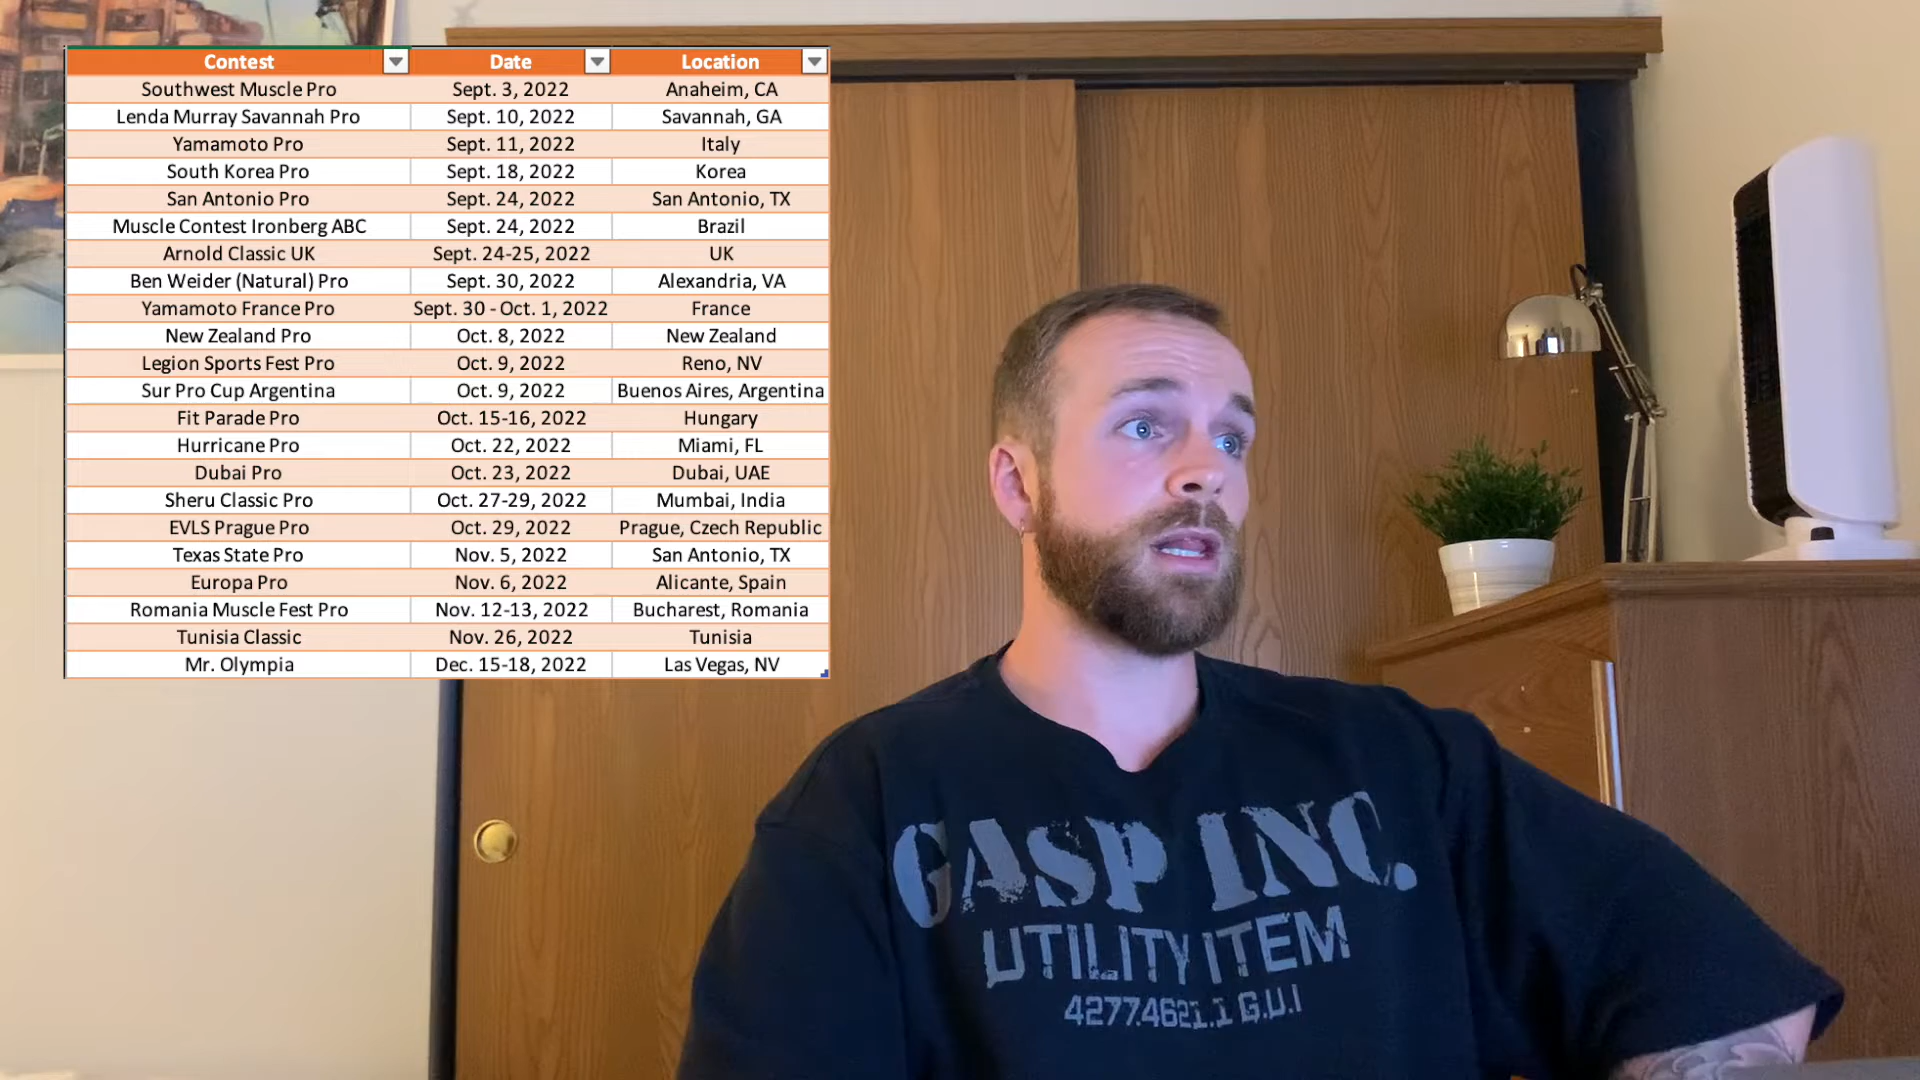 Contest Date Location
Southwest Muscle Pro Sept. 3, 2022 Anaheim, CA
Lenda Murray Savannah Pro Sept. 10, 2022 Savannah, GA
Yamamoto Pro Sept. 11, 2022 Italy
South Korea Pro Sept. 18, 2022 Korea
San Antonio Pro Sept. 24, 2022 San Antonio, TX
Muscle Contest Ironberg ABC Sept. 24, 2022 Brazil
Arnold Classic UK Sept. 24-25, 2022 UK
Ben Weider (Natural) Pro Sept. 30, 2022 Alexandria, VA
Yamamoto France Pro Sept. 30 - Oct. 1, 2022 France
New Zealand Pro Oct. 8, 2022 New Zealand
Legion Sports Fest Pro Oct. 9, 2022 Reno, NV
Sur Pro Cup Argentina Oct. 9, 2022 Buenos Aires, Argentina
Fit Parade Pro Oct. 15-16, 2022 Hungary
Hurricane Pro Oct. 22, 2022 Miami, FL
Dubai Pro Oct. 23, 2022 Dubai, UAE
Sheru Classic Pro Oct. 27-29, 2022 Mumbai, India
EVLS Prague Pro Oct. 29, 2022 Prague, Czech Republic
Texas State Pro Nov. 5, 2022 San Antonio, TX
Europa Pro Nov. 6, 2022 Alicante, Spain
Romania Muscle Fest Pro Nov. 12-13, 2022 Bucharest, Romania
Tunisia Classic Nov. 26, 2022 Tunisia
Mr. Olympia Dec. 15-18, 2022 Las Vegas, NV
GASP INC.
UTILITY ITEM
4277.4621.1 G.U.I